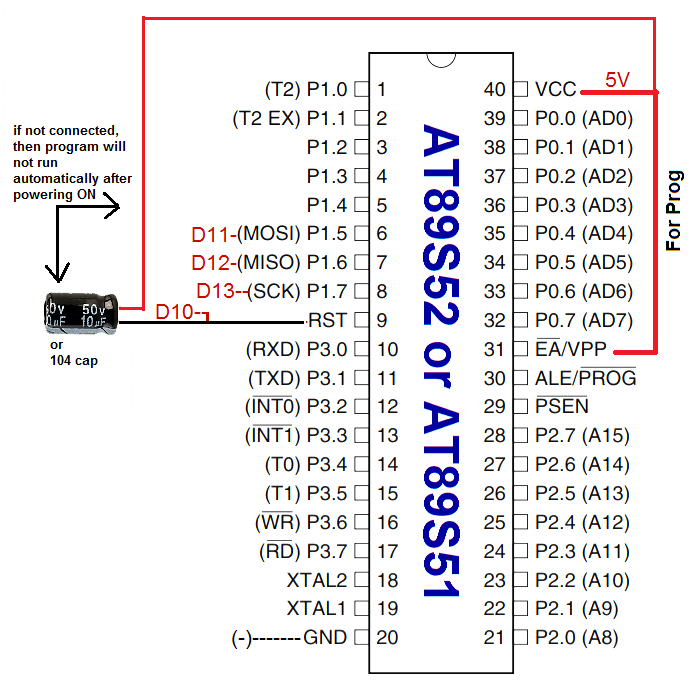 5V
if not connected,
then program will
not run
automatically after
powering ON
(T2) P1.0 1
(T2 EX) P1.1 2
P1.2 3
P1.3 4
P1.4 5
D11-(MOSI) P1.5 6
D12-(MISO) P1.6 7
D13--(SCK) P1.7 8
D10--
RST 9
(RXD) P3.0 10
(TXD) P3.1 11
(INT0) P3.2 12
(INT1) P3.3 13
(T0) P3.4 14
(T1) P3.5 15
(WR) P3.6 16
(RD) P3.7 17
XTAL2 18
XTAL1 19
(-)-------GND 20
50V 50V
10µF 10µF
or
104 cap
AT89S52 or AT89S51
40 VCC
39 P0.0 (AD0)
38 P0.1 (AD1)
37 P0.2 (AD2)
36 P0.3 (AD3)
35 P0.4 (AD4)
34 P0.5 (AD5)
33 P0.6 (AD6)
32 P0.7 (AD7)
31 EA/VPP
30 ALE/PROG
29 PSEN
28 P2.7 (A15)
27 P2.6 (A14)
26 P2.5 (A13)
25 P2.4 (A12)
24 P2.3 (A11)
23 P2.2 (A10)
22 P2.1 (A9)
21 P2.0 (A8)
For Prog